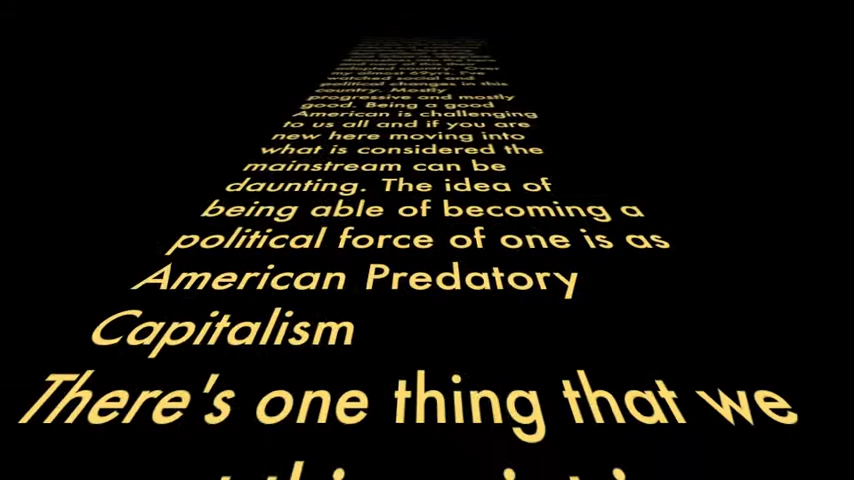 adopted country. Over
my almost 69yrs. I've
watched social and
political changes in this
country. Mostly
progressive and mostly
good. Being a good
American is challenging
to us all and if you are
new here moving into
what is considered the
mainstream can be
daunting. The idea of
being able of becoming a
political force of one is as
American Predatory
Capitalism
There's one thing that we